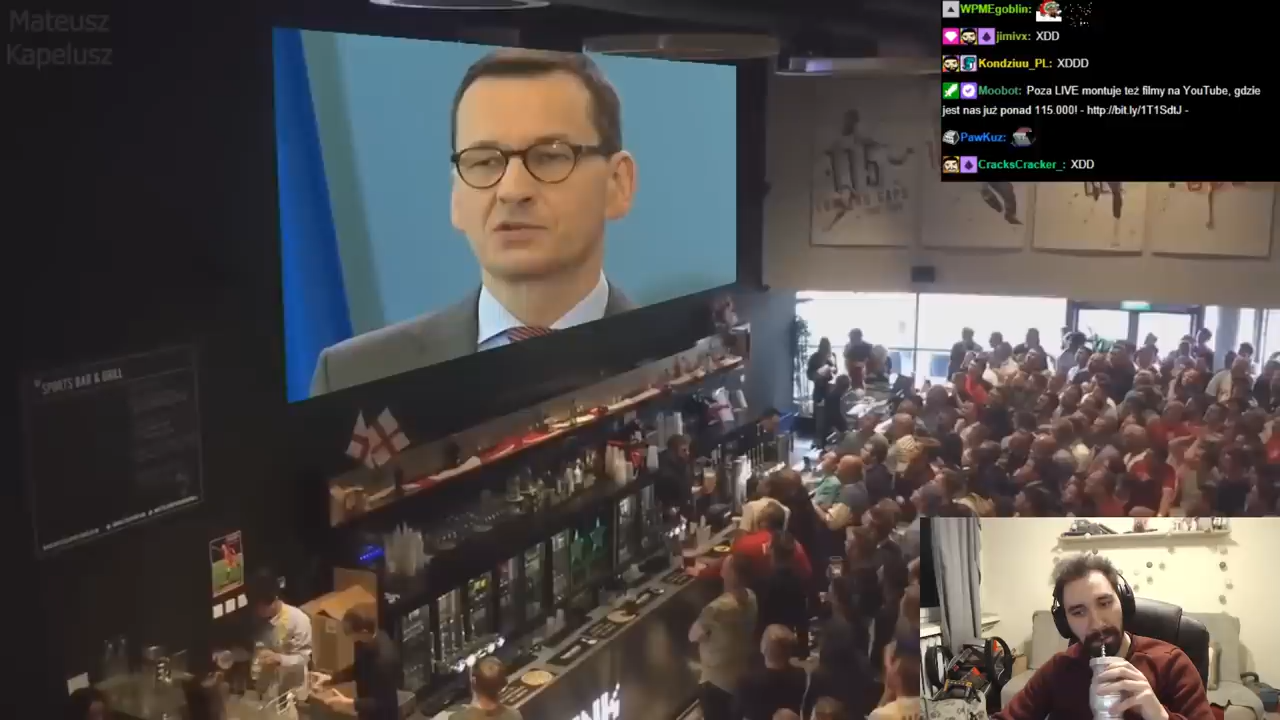 Mateusz
Kapelusz
WPMEgoblin:
jimivx: XDD
Kondziuu_PL: XDDD
Moobot: Poza LIVE montuje też filmy na YouTube, gdzie
jest nas już ponad 115.000! - http://bit.ly/1T1SdtJ -
PawKuz:
CracksCracker_: XDD
115
SPORTS BAR & GRILL